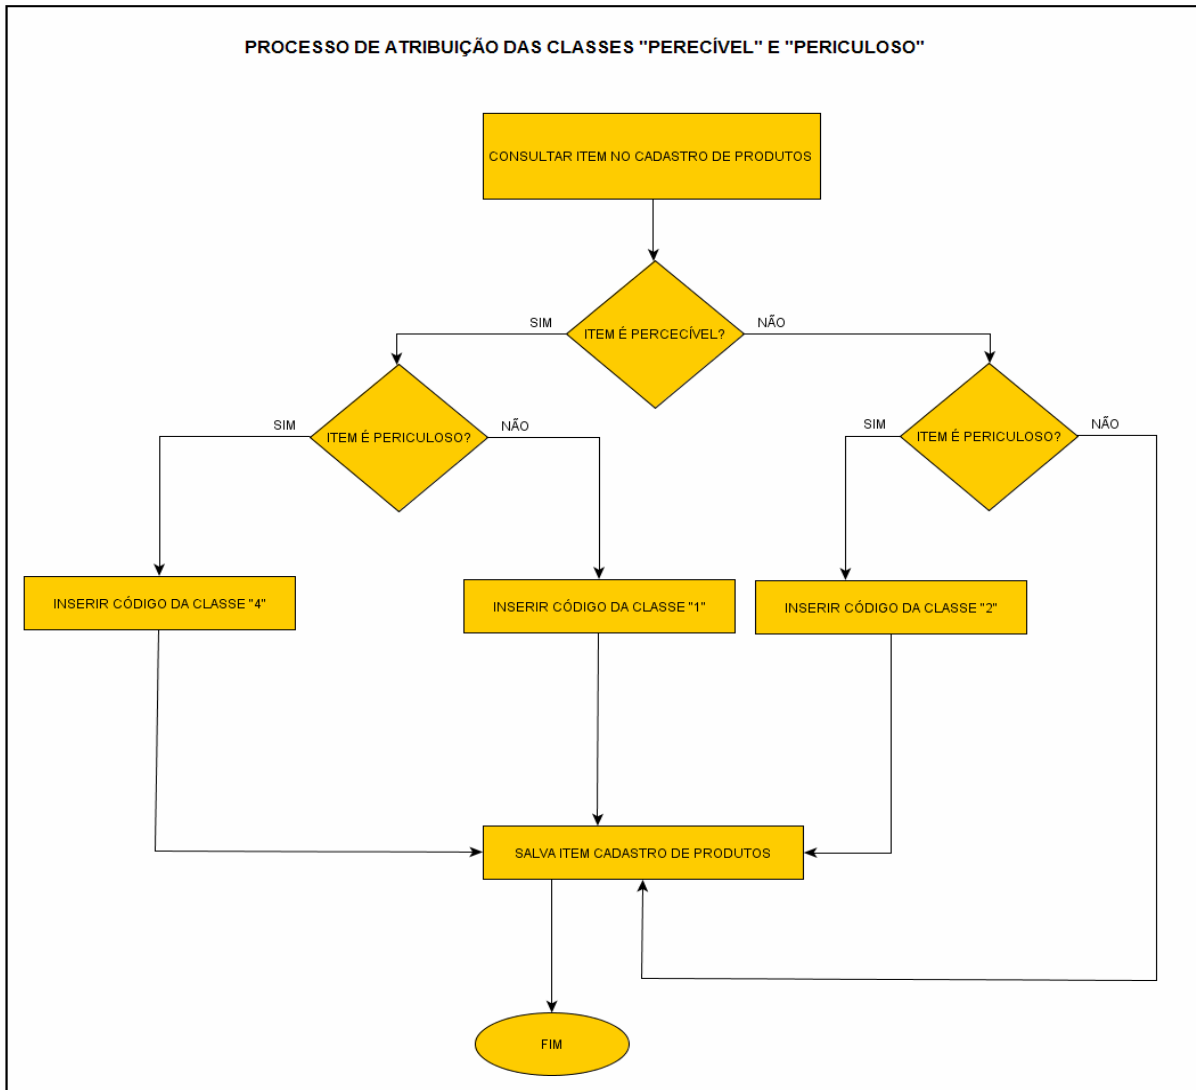 PROCESSO DE ATRIBUIÇÃO DAS CLASSES "PERECÍVEL" E "PERICULOSO"
CONSULTAR ITEM NO CADASTRO DE PRODUTOS
SIM
ITEM É PERCECÍVEL?
NÃO
SIM
ITEM É PERICULOSO?
NÃO
SIM
ITEM É PERICULOSO?
NÃO
INSERIR CÓDIGO DA CLASSE "4"
INSERIR CÓDIGO DA CLASSE "1"
INSERIR CÓDIGO DA CLASSE "2"
SALVA ITEM CADASTRO DE PRODUTOS
FIM